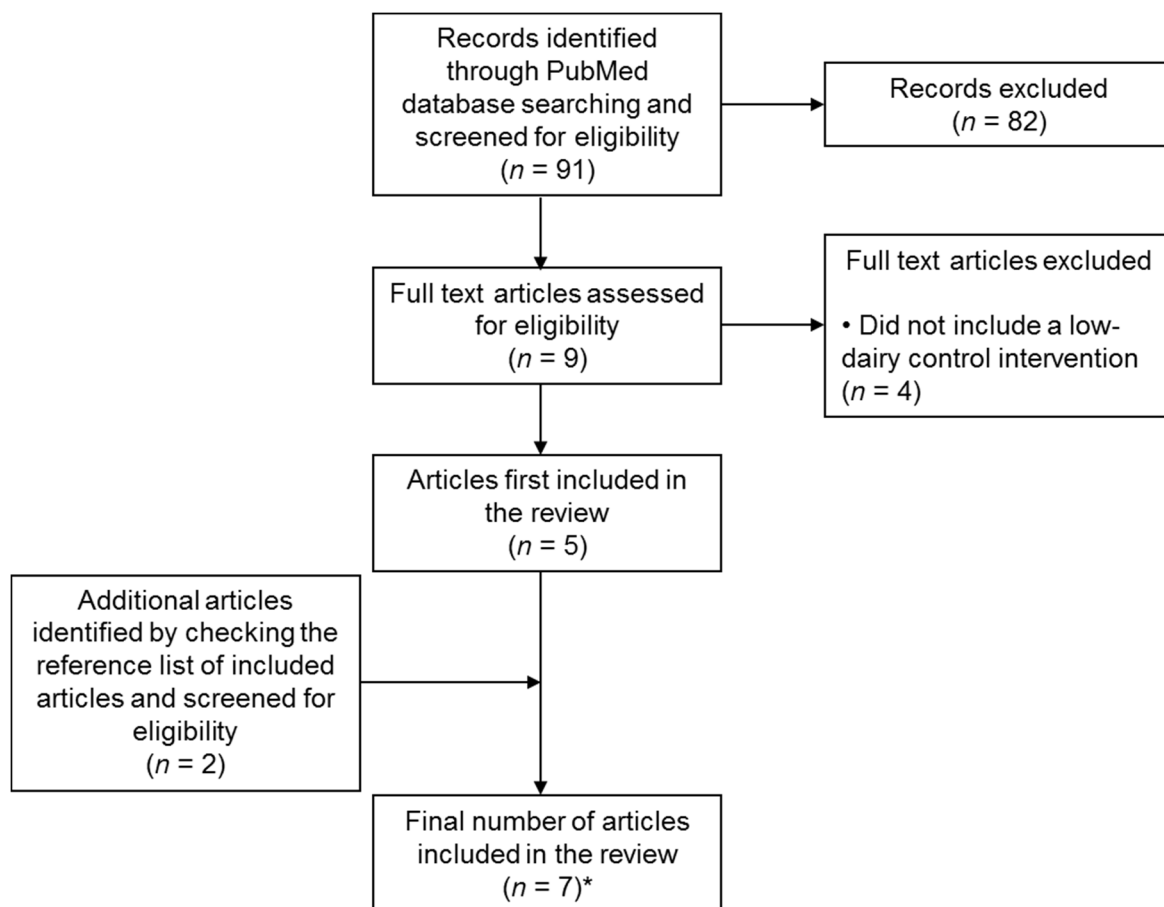 Records identified
through PubMed
database searching and
screened for eligibility
(n = 91)
Records excluded
(n = 82)
Full text articles assessed
for eligibility
(n = 9)
Full text articles excluded
• Did not include a low-
dairy control intervention
(n = 4)
Articles first included in
the review
(n = 5)
Additional articles
identified by checking the
reference list of included
articles and screened for
eligibility
(n = 2)
Final number of articles
included in the review
(n = 7)*